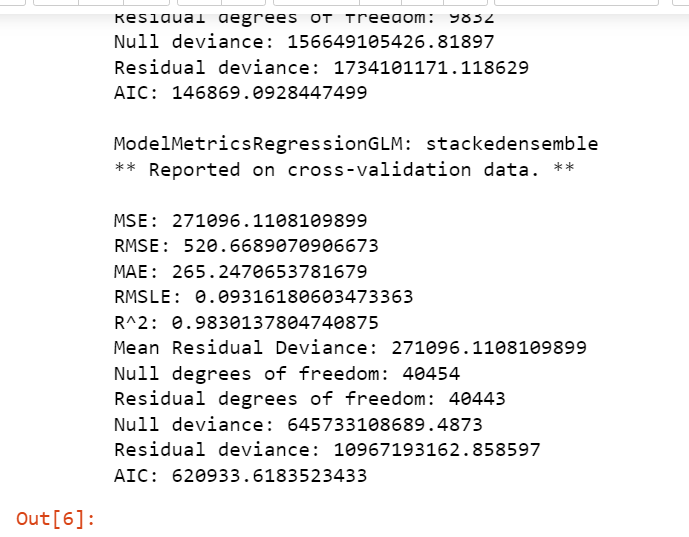 Residual degrees of freedom: 9832
Null deviance: 156649105426.81897
Residual deviance: 1734101171.118629
AIC: 146869.0928447499
ModelMetricsRegressionGLM: stackedensemble
** Reported on cross-validation data. **
MSE: 271096.1108109899
RMSE: 520.6689070906673
MAE: 265.2470653781679
RMSLE: 0.09316180603473363
R^2: 0.9830137804740875
Mean Residual Deviance: 271096.1108109899
Null degrees of freedom: 40454
Residual degrees of freedom: 40443
Null deviance: 645733108689.4873
Residual deviance: 10967193162.858597
AIC: 620933.6183523433
Out[6]: